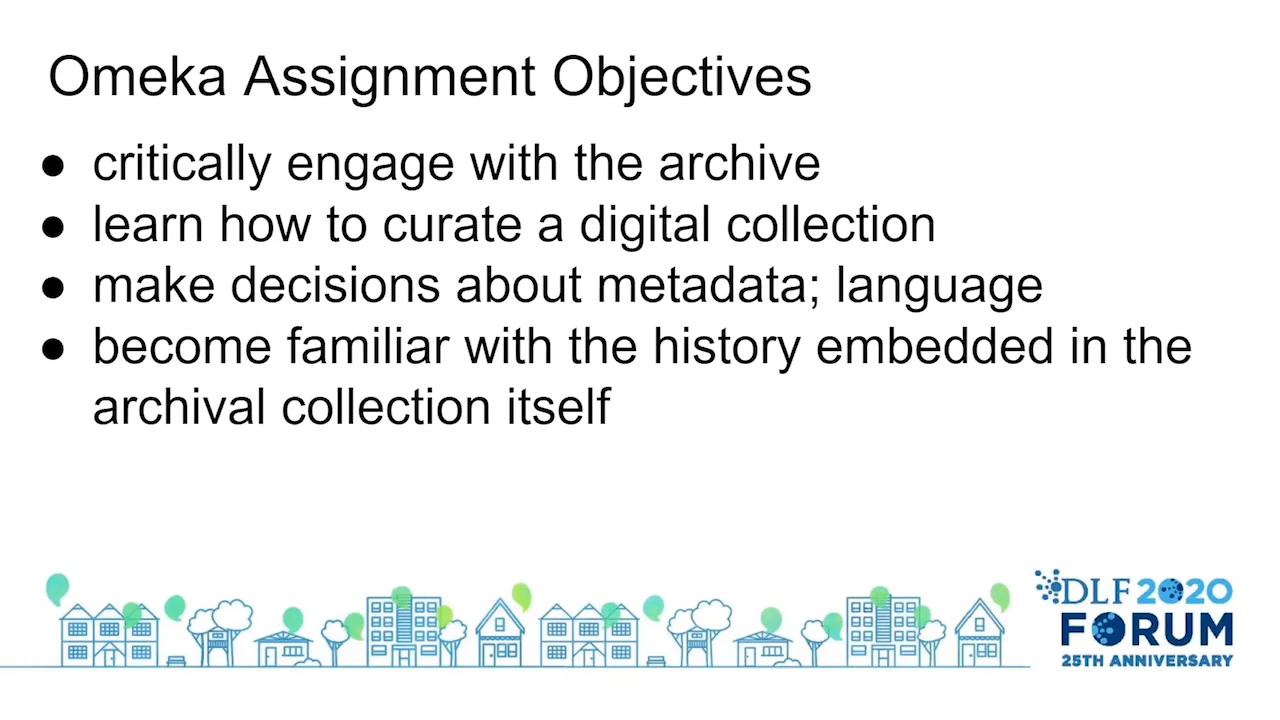 Omeka Assignment Objectives
● critically engage with the archive
● learn how to curate a digital collection
● make decisions about metadata; language
● become familiar with the history embedded in the
archival collection itself
DLF 2020
FORUM
25TH ANNIVERSARY